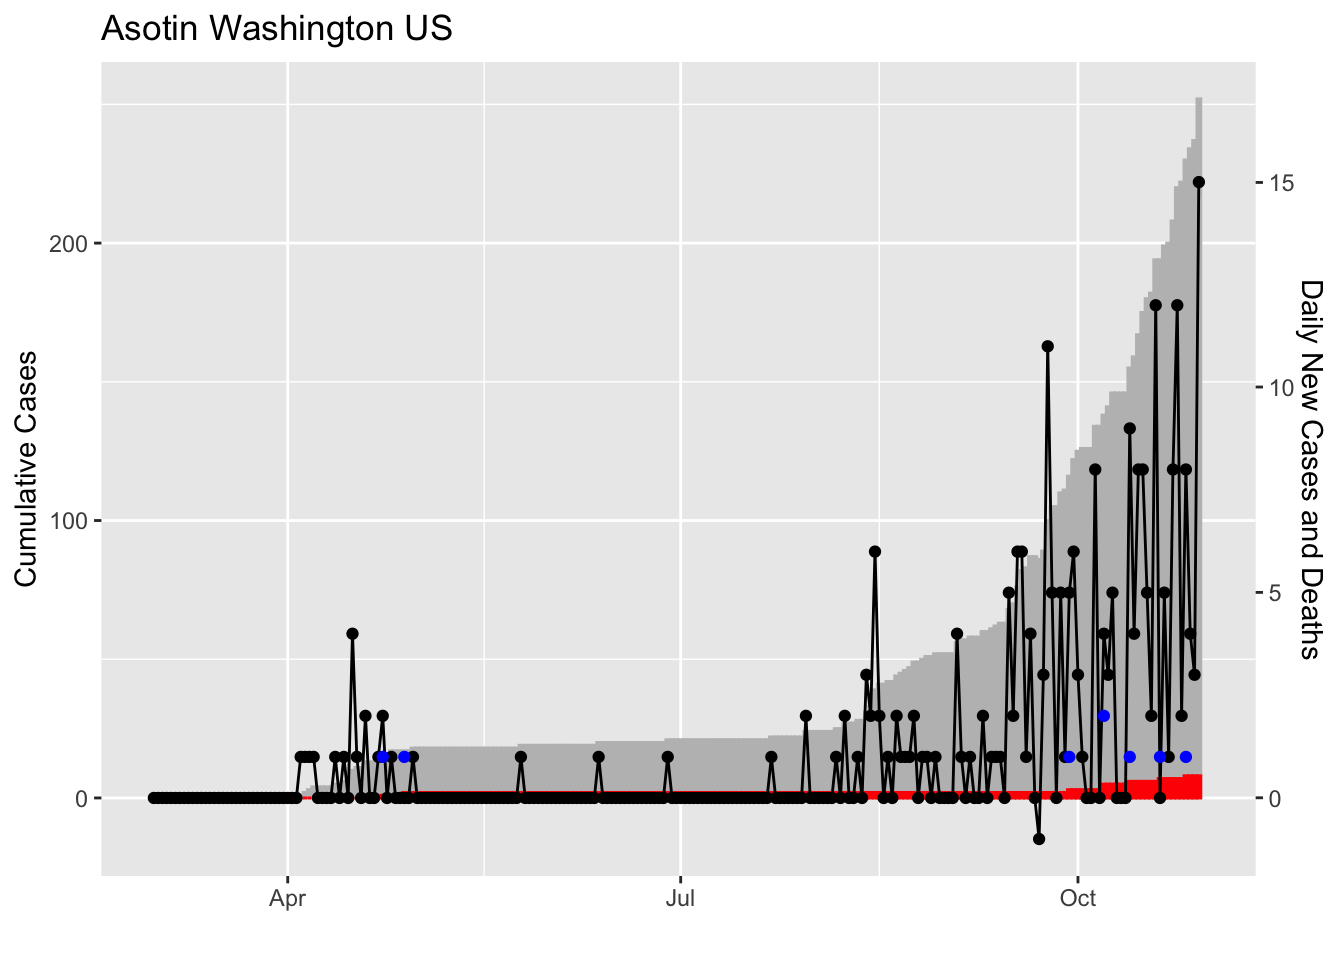 Asotin Washington US
Cumulative Cases
200
100
0
15
10
5
0
Daily New Cases and Deaths
Apr
Jul
Oct